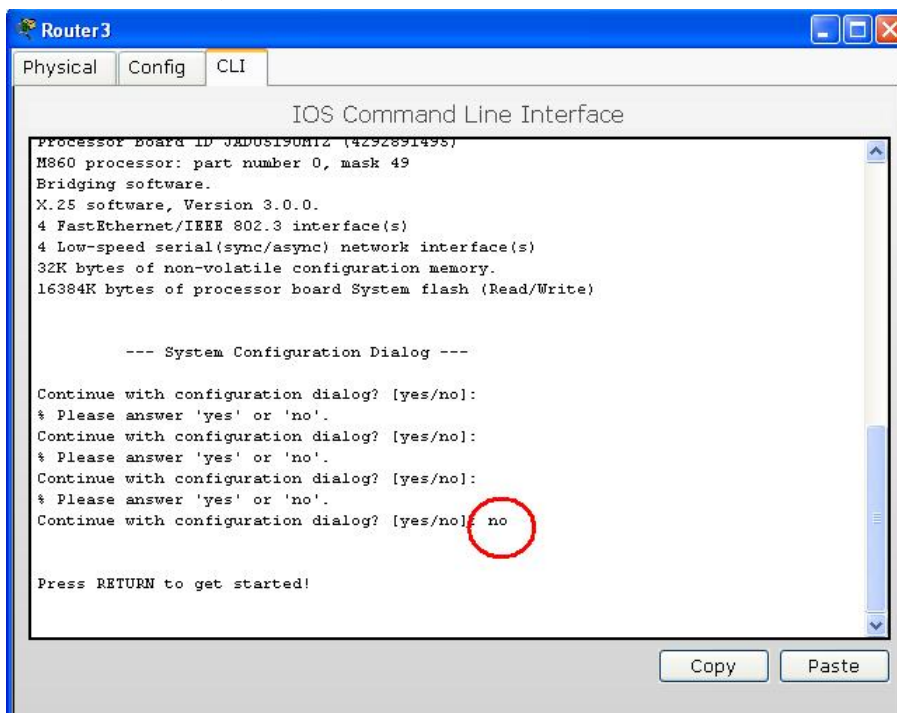 Router3
Physical Config CLI
IOS Command Line Interface
Processor board ID JAD05190MTZ (4292891495)
M860 processor: part number 0, mask 49
Bridging software.
X.25 software, Version 3.0.0.
4 FastEthernet/IEEE 802.3 interface(s)
4 Low-speed serial(sync/async) network interface(s)
32K bytes of non-volatile configuration memory.
16384K bytes of processor board System flash (Read/Write)
--- System Configuration Dialog ---
Continue with configuration dialog? [yes/no]:
% Please answer 'yes' or 'no'.
Continue with configuration dialog? [yes/no]:
% Please answer 'yes' or 'no'.
Continue with configuration dialog? [yes/no]:
% Please answer 'yes' or 'no'.
Continue with configuration dialog? [yes/no]: no
Press RETURN to get started!
Copy Paste